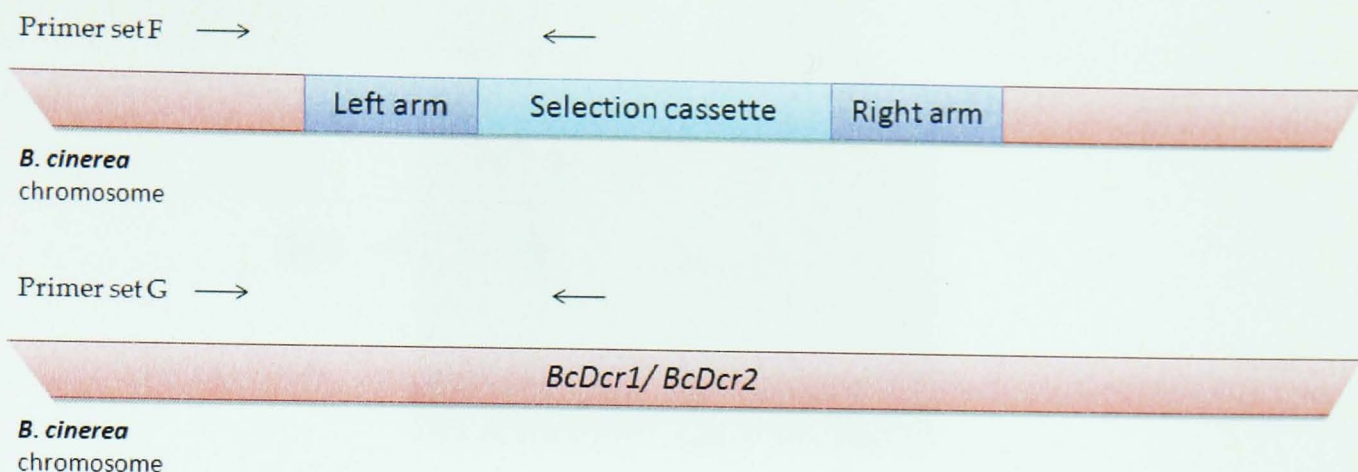 Primer set F
Left arm
Selection cassette
Right arm
B. cinerea
chromosome
Primer set G
BcDcr1/ BcDcr2
B. cinerea
chromosome